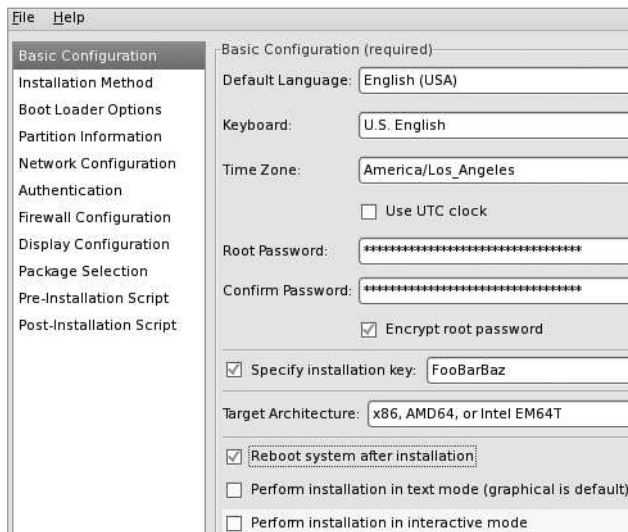 File Help
Basic Configuration
Installation Method
Boot Loader Options
Partition Information
Network Configuration
Authentication
Firewall Configuration
Display Configuration
Package Selection
Pre-Installation Script
Post-Installation Script
Basic Configuration (required)
Default Language: English (USA)
Keyboard: U.S. English
Time Zone: America/Los_Angeles
Use UTC clock
Root Password: **********************************
Confirm Password: **********************************
Encrypt root password
Specify installation key: FooBarBaz
Target Architecture: x86, AMD64, or Intel EM64T
Reboot system after installation
Perform installation in text mode (graphical is default)
Perform installation in interactive mode